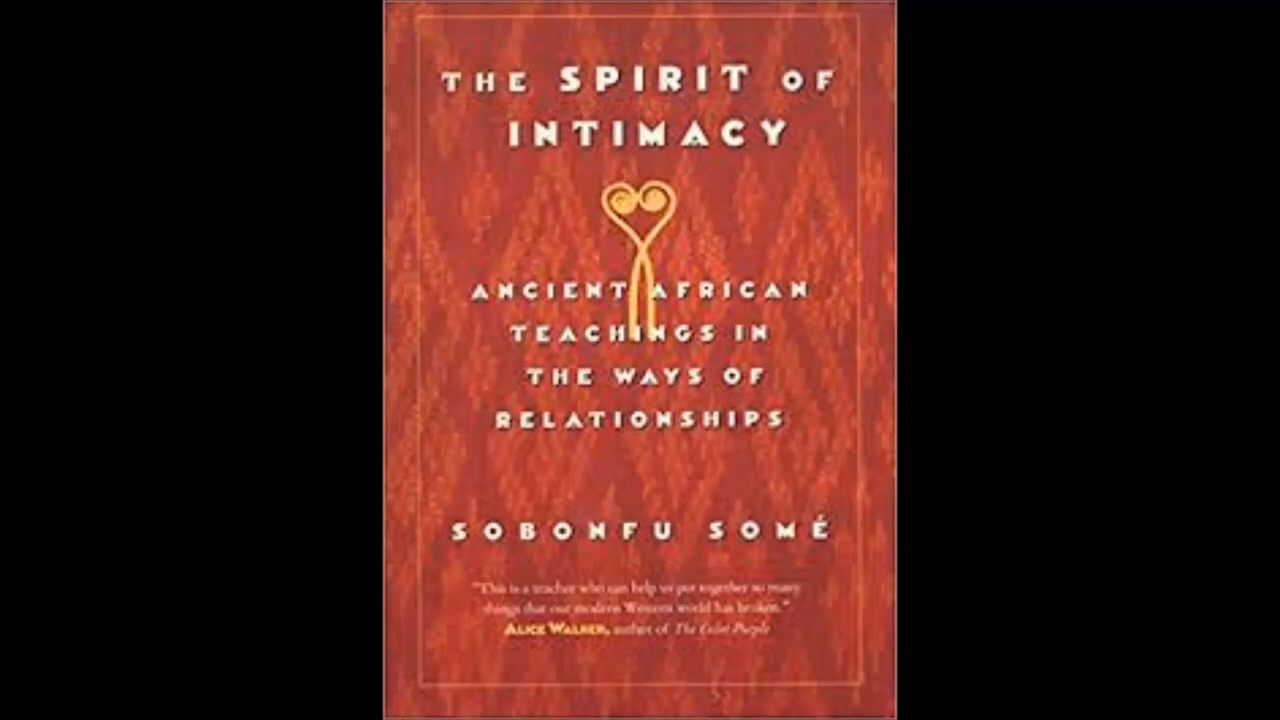 THE SPIRIT OF
INTIMACY
ANCIENT AFRICAN
TEACHINGS IN
THE WAYS OF
RELATIONSHIPS
SOBONFU SOMÉ
"This is a teacher who can help us put together so many
things that our modern Western world has broken."
ALICE WALKER, author of The Color Purple